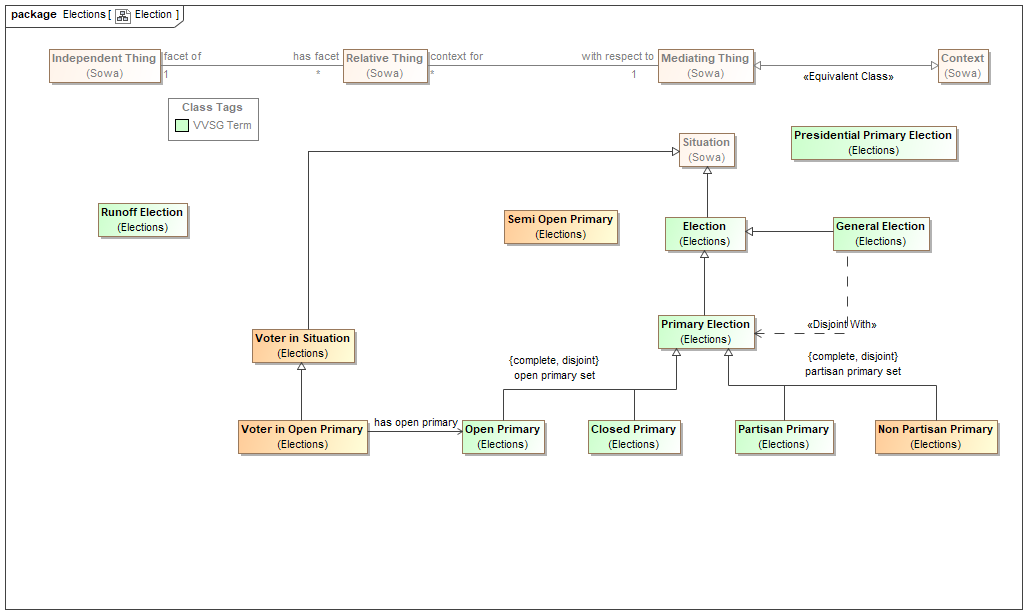 package Elections [ Election ]
Independent Thing
(Sowa)
facet of
1
has facet
*
Relative Thing
(Sowa)
context for
*
with respect to
1
Mediating Thing
(Sowa)
«Equivalent Class»
Context
(Sowa)
Class Tags
VVSG Term
Situation
(Sowa)
Presidential Primary Election
(Elections)
Runoff Election
(Elections)
Semi Open Primary
(Elections)
Election
(Elections)
General Election
(Elections)
Voter in Situation
(Elections)
Primary Election
(Elections)
«Disjoint With»
{complete, disjoint}
open primary set
{complete, disjoint}
partisan primary set
Voter in Open Primary
(Elections)
has open primary
Open Primary
(Elections)
Closed Primary
(Elections)
Partisan Primary
(Elections)
Non Partisan Primary
(Elections)